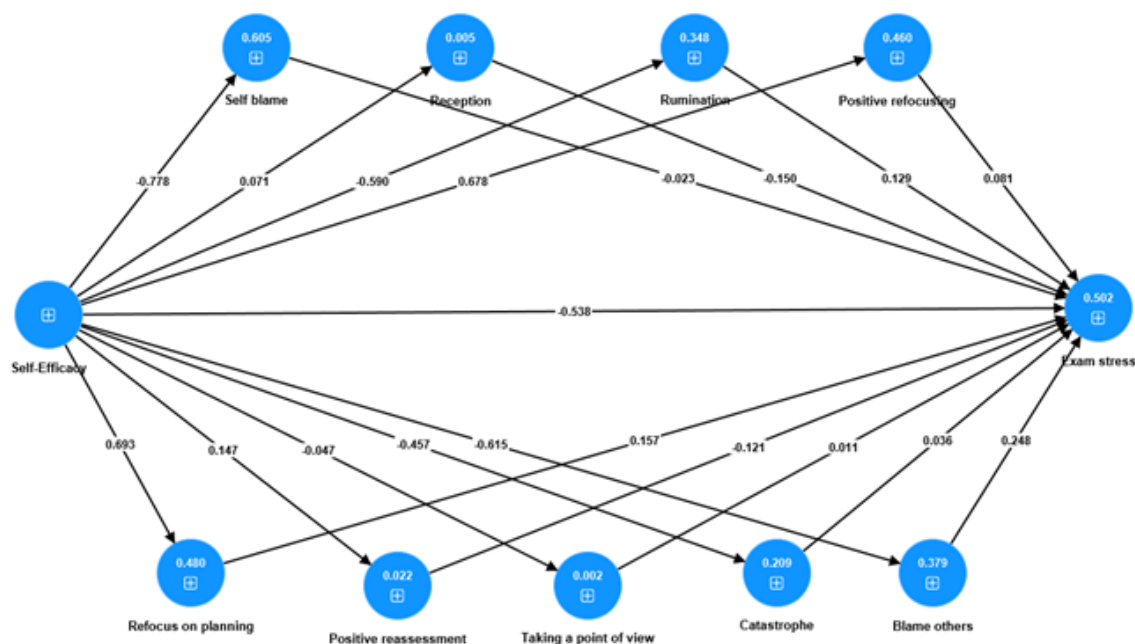 0.605
0.005
0.348
0.460
Self blame
Reception
Rumination
Positive refocusing
-0.778
0.071
-0.590
0.678
-0.023
-0.150
0.129
0.081
-0.538
0.502
Self-Efficacy
Exam stress
0.693
0.147
-0.047
-0.457
-0.615
0.157
-0.121
0.011
0.036
0.248
0.480
0.022
0.002
0.209
0.379
Refocus on planning
Positive reassessment
Taking a point of view
Catastrophe
Blame others